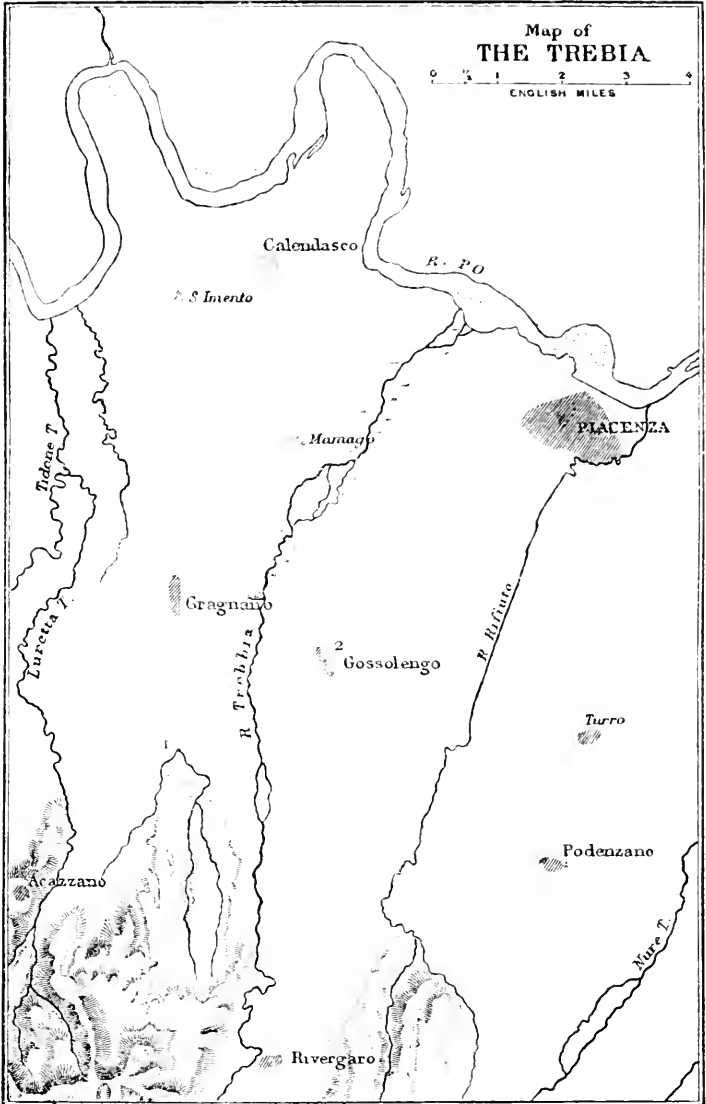 Map of
THE TREBIA
0 ½ 2 3 4
ENGLISH MILES
Calendasco
R. PO
S. Imento
PIACENZA
Mamago
Tidone T.
Gragnano
Luretta T.
R Trebbia
2
Gossolengo
R Rifiuto
Turro
1
Podenzano
Acazzano
Nure T.
Rivergaro